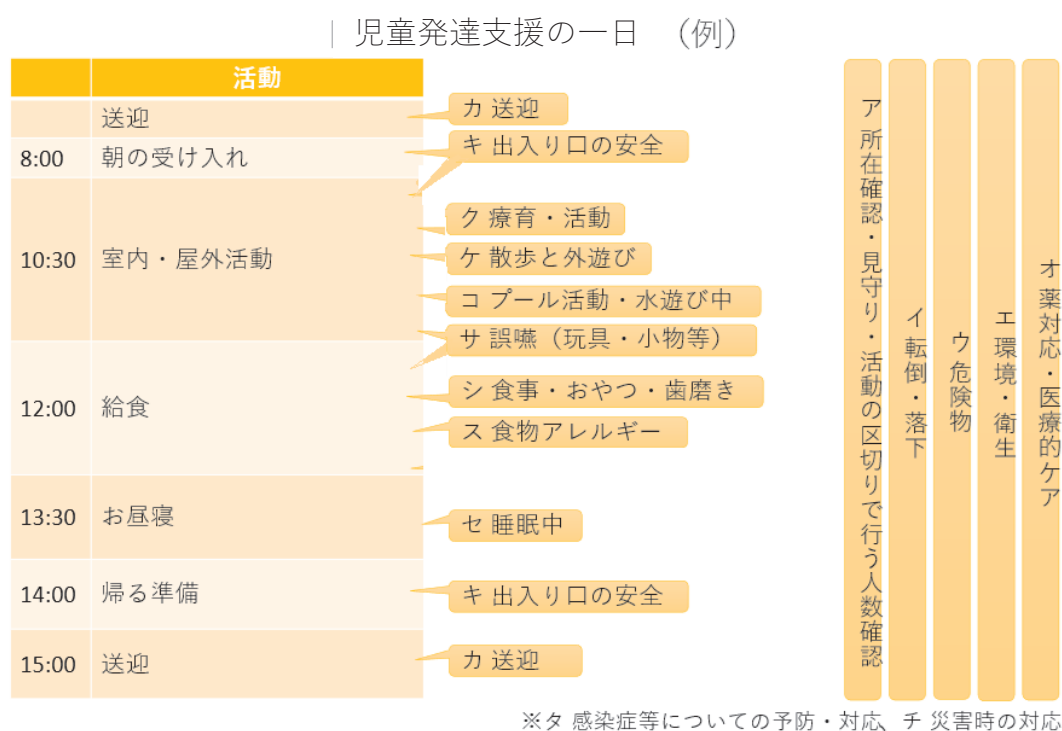 児童発達支援の一日 （例）
活動
送迎
カ 送迎
8:00 朝の受け入れ
キ 出入り口の安全
10:30 室内・屋外活動
ク 療育・活動
ケ 散歩と外遊び
コ プール活動・水遊び中
サ 誤嚥（玩具・小物等）
12:00 給食
シ 食事・おやつ・歯磨き
ス 食物アレルギー
13:30 お昼寝
セ 睡眠中
14:00 帰る準備
キ 出入り口の安全
15:00 送迎
カ 送迎
ア 所在確認・見守り・活動の区切りで行う人数確認
イ 転倒・落下
ウ 危険物
エ 環境・衛生
オ 薬対応・医療的ケア
※タ 感染症等についての予防・対応、チ 災害時の対応